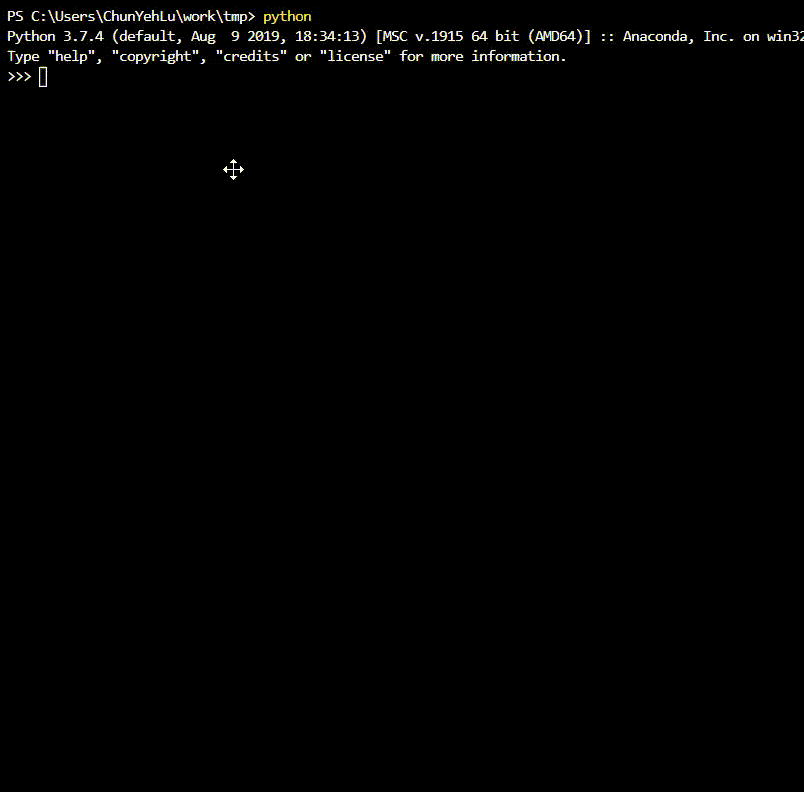 PS C:\Users\ChunYehLu\work\tmp> python
Python 3.7.4 (default, Aug  9 2019, 18:34:13) [MSC v.1915 64 bit (AMD64)] :: Anaconda, Inc. on win32
Type "help", "copyright", "credits" or "license" for more information.
>>>